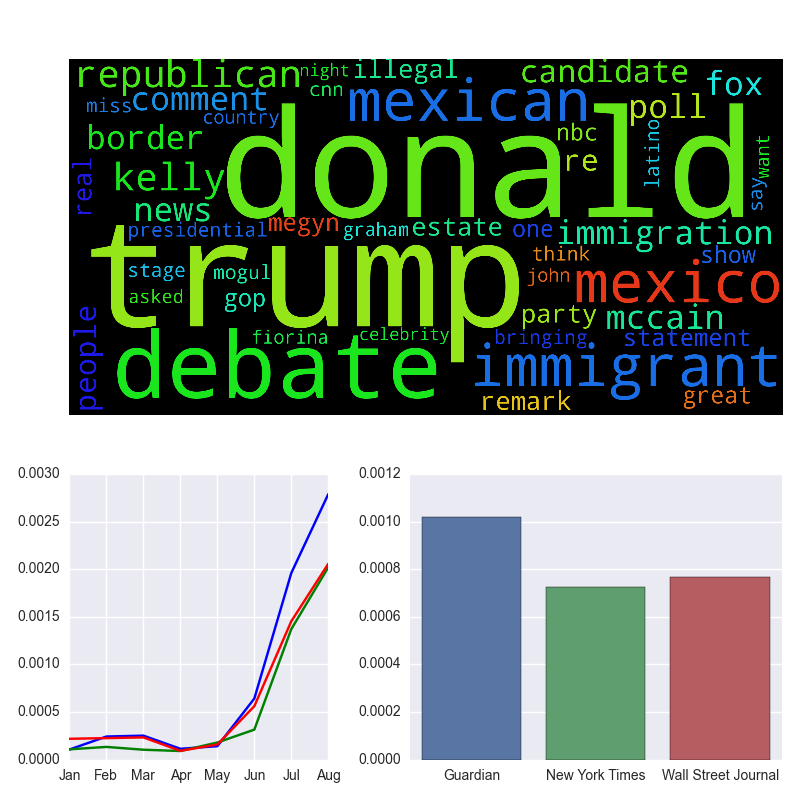 republican night illegal candidate fox
cnn
miss comment mexican poll
country
border donald nbc
kelly re latino want
real say
news
presidential megyn graham estate one immigration
trump think show
stage mogul john mexico
asked gop
people party mccain
fiorina celebrity bringing statement
debate immigrant
remark great
0.0030
0.0025
0.0020
0.0015
0.0010
0.0005
0.0000
Jan Feb Mar Apr May Jun Jul Aug
0.0012
0.0010
0.0008
0.0006
0.0004
0.0002
0.0000
Guardian New York Times Wall Street Journal